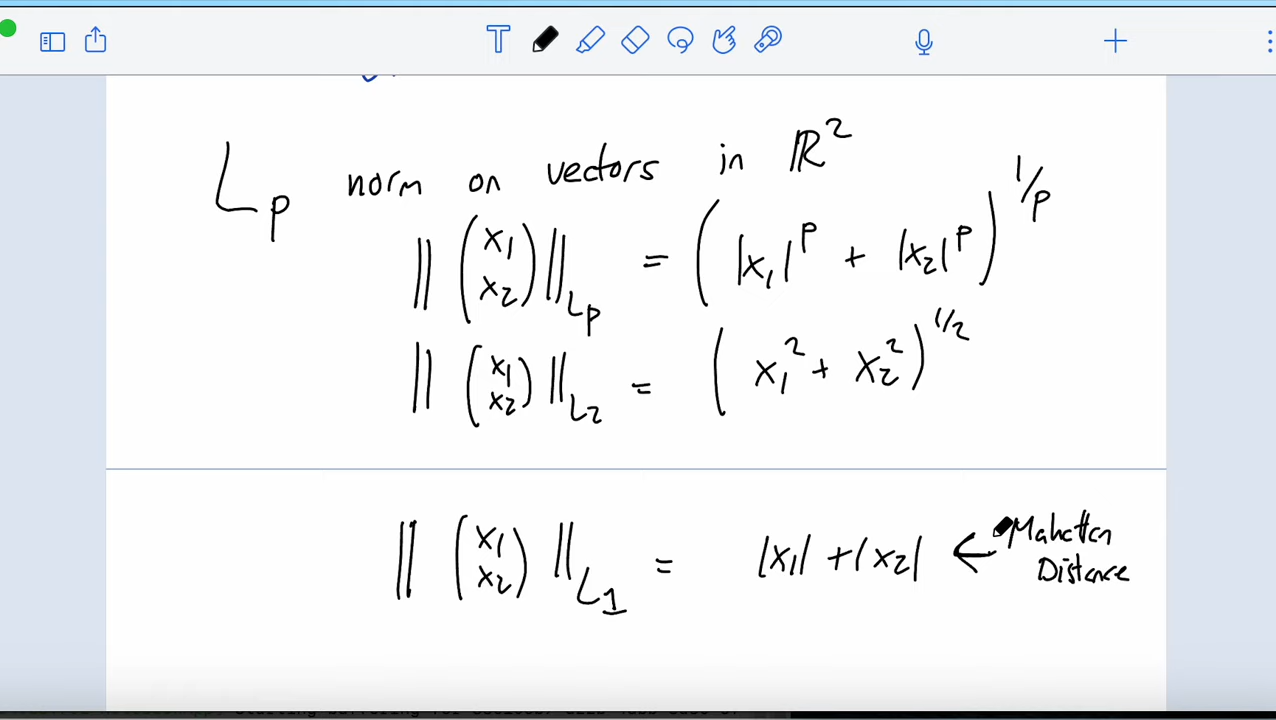 L_p norm on vectors in ℝ²
‖ (x₁ x₂) ‖_{L_p} = ( |x₁|^p + |x₂|^p )^{1/p}
‖ (x₁ x₂) ‖_{L₂} = ( x₁² + x₂² )^{1/2}
‖ (x₁ x₂) ‖_{L₁} = |x₁| + |x₂| ← Mahattan
Distance